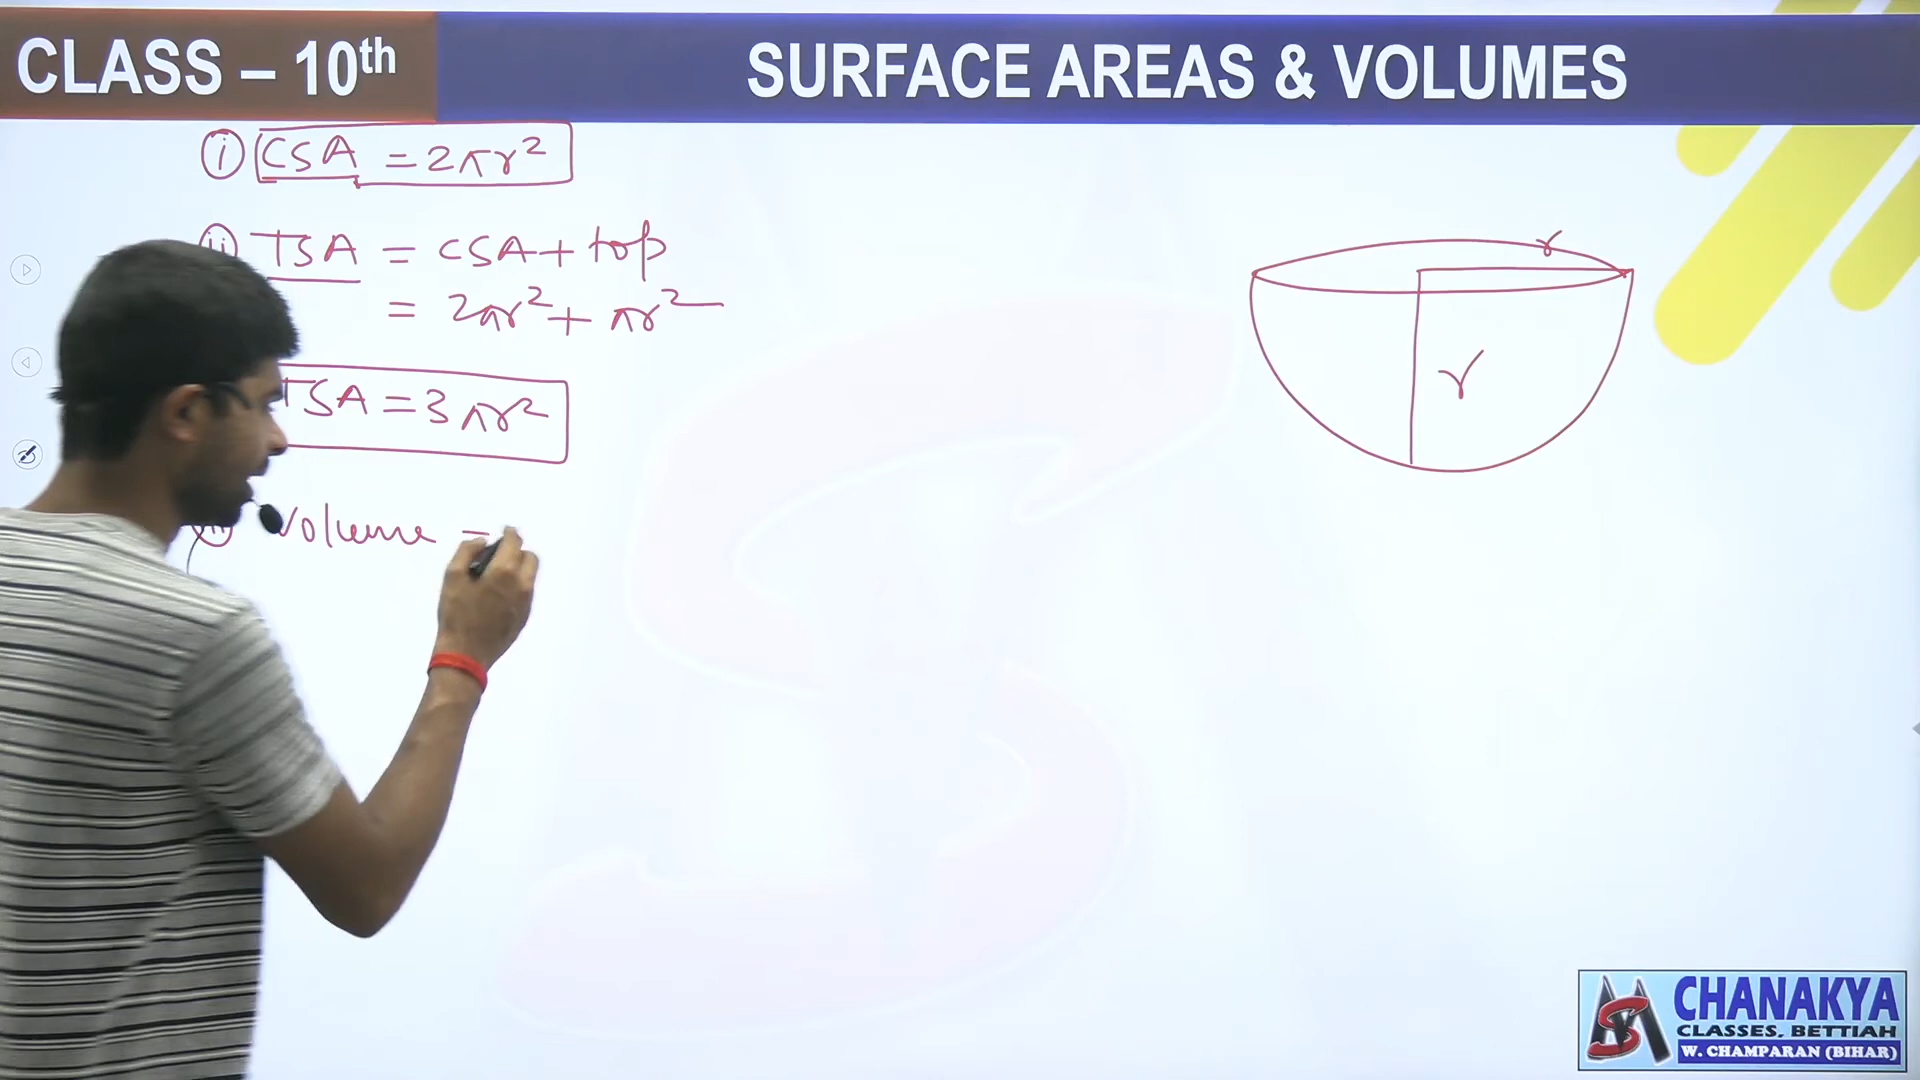 CLASS – 10th
SURFACE AREAS & VOLUMES
(i) CSA = 2πr²
(ii) TSA = CSA + top
= 2πr² + πr²
TSA = 3πr²
Volume =
r
r
CHANAKYA
CLASSES, BETTIAH
W. CHAMPARAN (BIHAR)